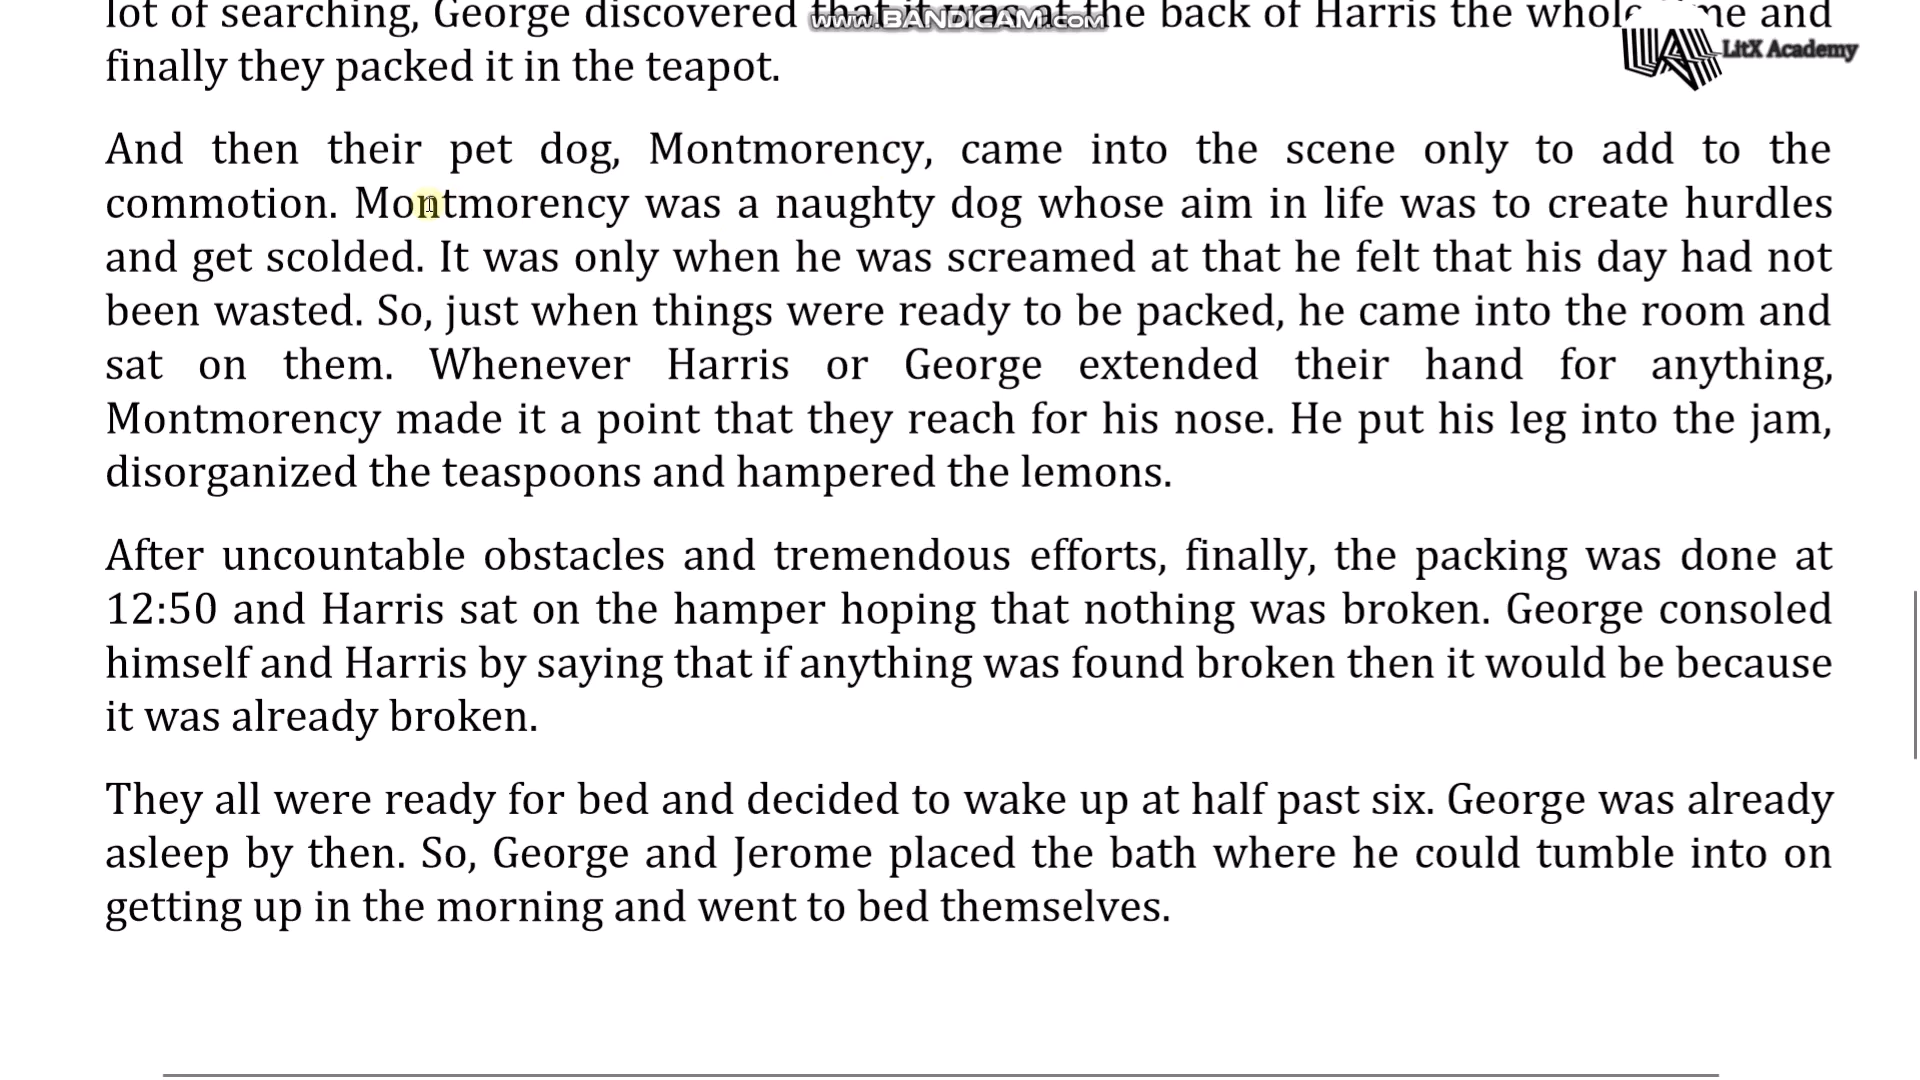 lot of searching, George discovered that it was at the back of Harris the whole time and
www.BANDICAM.com
LitX Academy
finally they packed it in the teapot.
And then their pet dog, Montmorency, came into the scene only to add to the
commotion. Montmorency was a naughty dog whose aim in life was to create hurdles
and get scolded. It was only when he was screamed at that he felt that his day had not
been wasted. So, just when things were ready to be packed, he came into the room and
sat on them. Whenever Harris or George extended their hand for anything,
Montmorency made it a point that they reach for his nose. He put his leg into the jam,
disorganized the teaspoons and hampered the lemons.
After uncountable obstacles and tremendous efforts, finally, the packing was done at
12:50 and Harris sat on the hamper hoping that nothing was broken. George consoled
himself and Harris by saying that if anything was found broken then it would be because
it was already broken.
They all were ready for bed and decided to wake up at half past six. George was already
asleep by then. So, George and Jerome placed the bath where he could tumble into on
getting up in the morning and went to bed themselves.